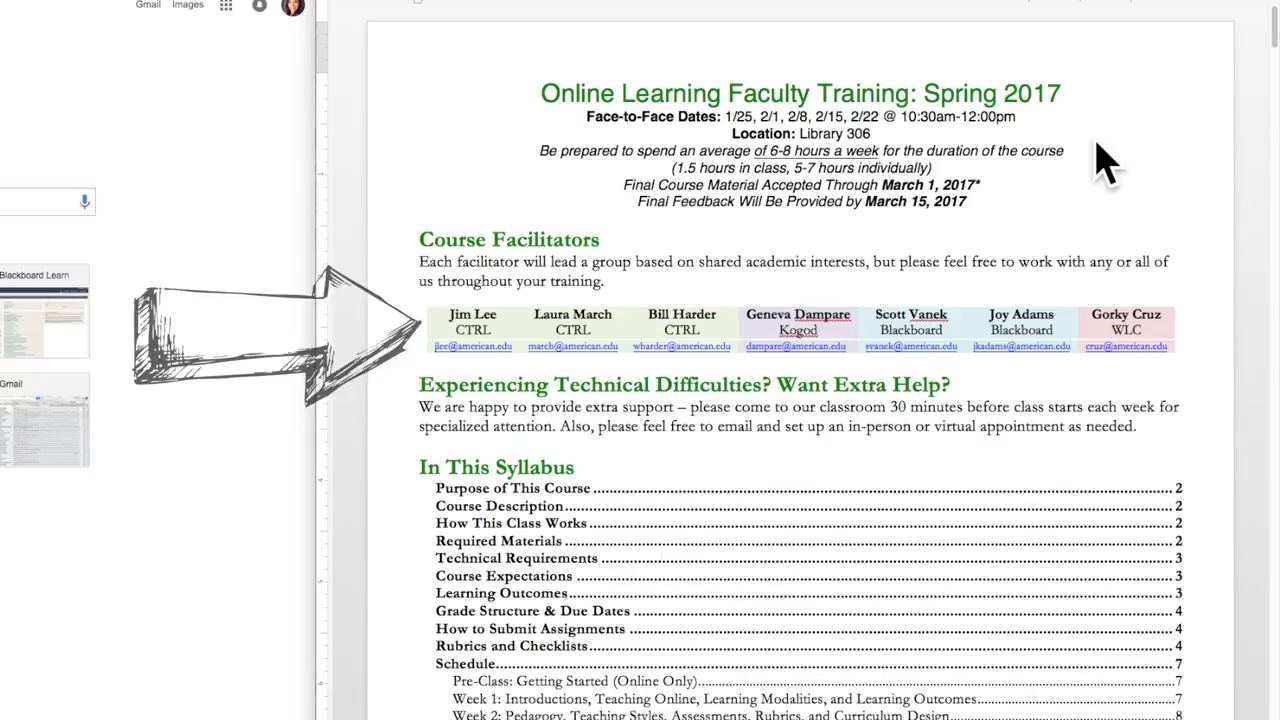 Gmail Images
Blackboard Learn
Gmail
Online Learning Faculty Training: Spring 2017
Face-to-Face Dates: 1/25, 2/1, 2/8, 2/15, 2/22 @ 10:30am-12:00pm
Location: Library 306
Be prepared to spend an average of 6-8 hours a week for the duration of the course
(1.5 hours in class, 5-7 hours individually)
Final Course Material Accepted Through March 1, 2017*
Final Feedback Will Be Provided by March 15, 2017
Course Facilitators
Each facilitator will lead a group based on shared academic interests, but please feel free to work with any or all of
us throughout your training.
Jim Lee Laura March Bill Harder Geneva Dampare Scott Vanek Joy Adams Gorky Cruz
CTRL CTRL CTRL Kogod Blackboard Blackboard WLC
jlee@american.edu march@american.edu wharder@american.edu dampare@american.edu svanek@american.edu jkadams@american.edu cruz@american.edu
Experiencing Technical Difficulties? Want Extra Help?
We are happy to provide extra support – please come to our classroom 30 minutes before class starts each week for
specialized attention. Also, please feel free to email and set up an in-person or virtual appointment as needed.
In This Syllabus
Purpose of This Course 2
Course Description 2
How This Class Works 2
Required Materials 2
Technical Requirements 3
Course Expectations 3
Learning Outcomes 3
Grade Structure & Due Dates 4
How to Submit Assignments 4
Rubrics and Checklists 4
Schedule 7
Pre-Class: Getting Started (Online Only) 7
Week 1: Introductions, Teaching Online, Learning Modalities, and Learning Outcomes 7
Week 2: Pedagogy, Teaching Styles, Assessments, Rubrics, and Curriculum Design 8